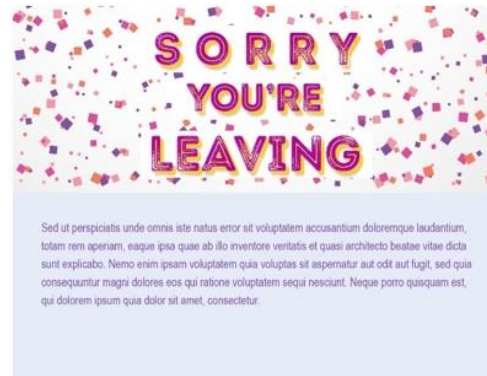 SORRY
YOU'RE
LEAVING
Sed ut perspiciatis unde omnis iste natus error sit voluptatem accusantium doloremque laudantium,
totam rem aperiam, eaque ipsa quae ab illo inventore veritatis et quasi architecto beatae vitae dicta
sunt explicabo. Nemo enim ipsam voluptatem quia voluptas sit aspernatur aut odit aut fugit, sed quia
consequuntur magni dolores eos qui ratione voluptatem sequi nesciunt. Neque porro quisquam est,
qui dolorem ipsum quia dolor sit amet, consectetur.